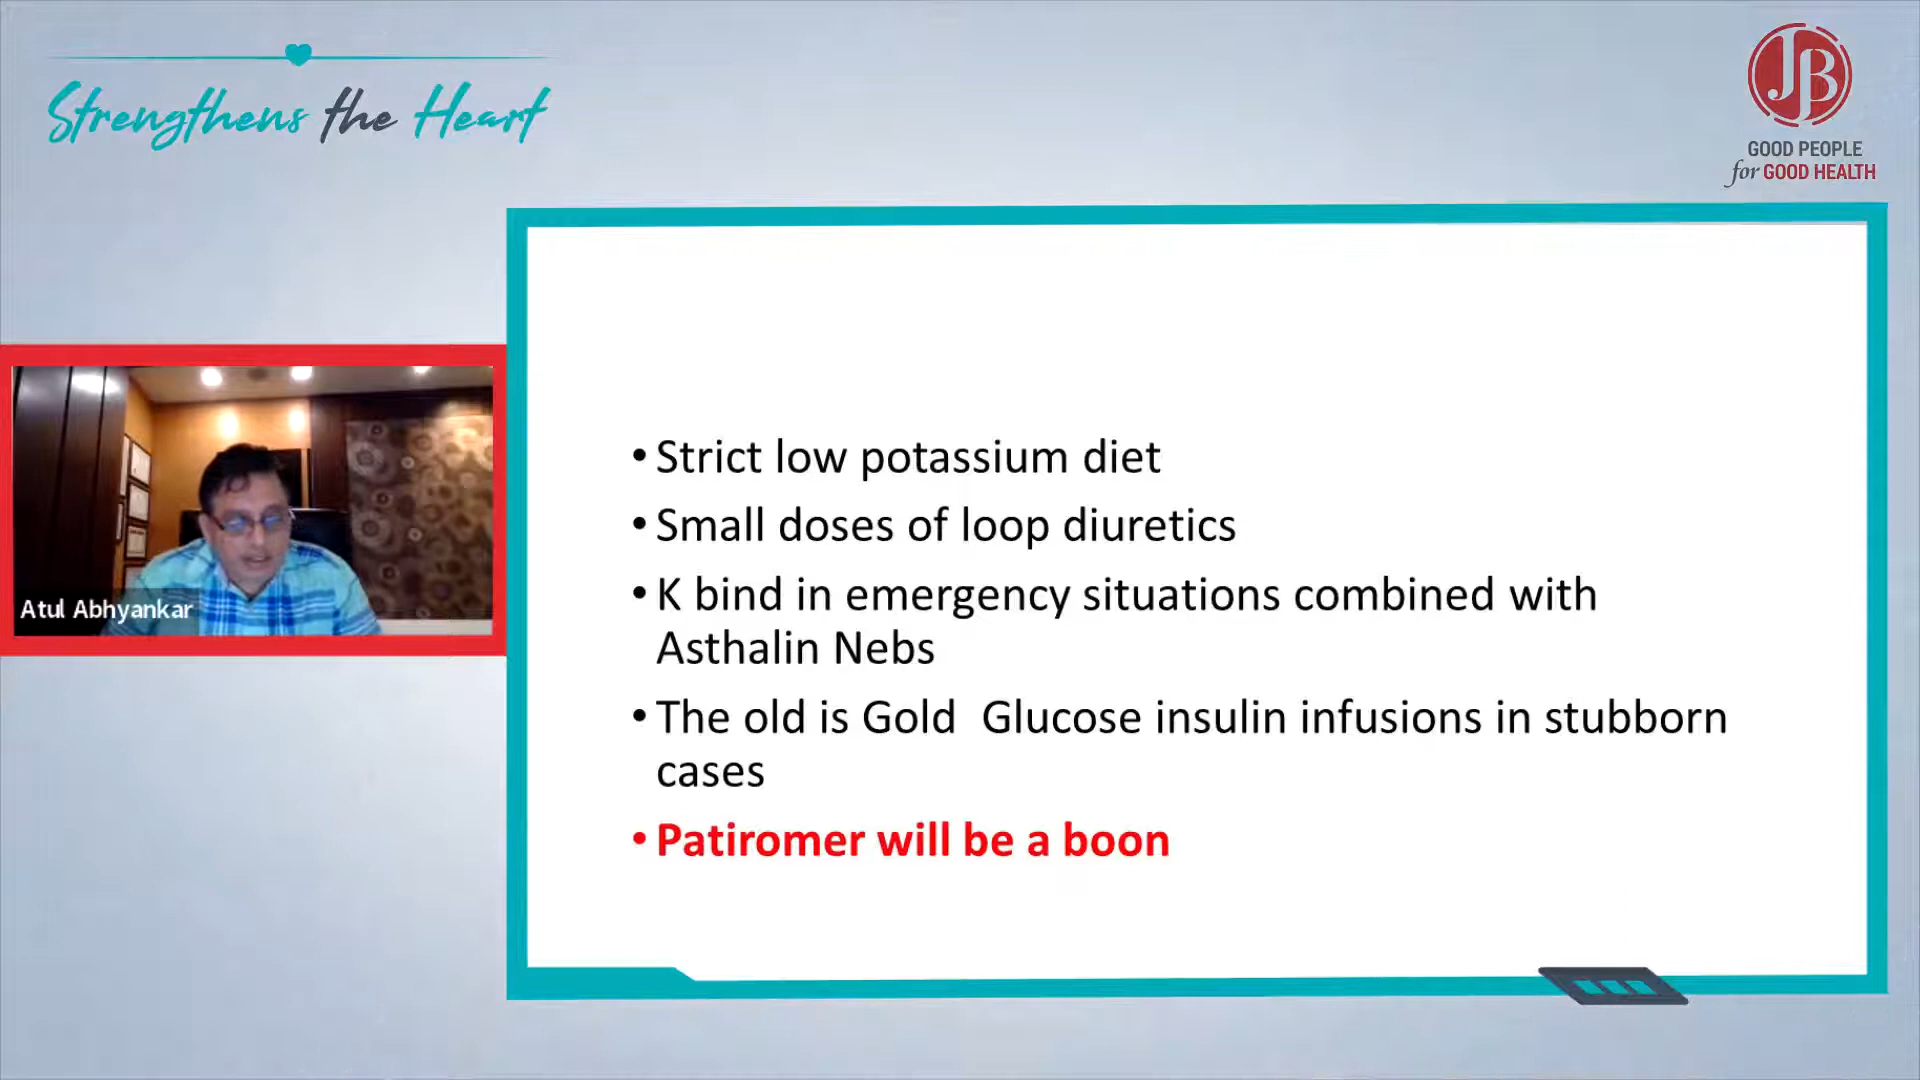 Strengthens the Heart
JB
GOOD PEOPLE
for GOOD HEALTH
Atul Abhyankar
• Strict low potassium diet
• Small doses of loop diuretics
• K bind in emergency situations combined with
Asthalin Nebs
• The old is Gold  Glucose insulin infusions in stubborn
cases
• Patiromer will be a boon